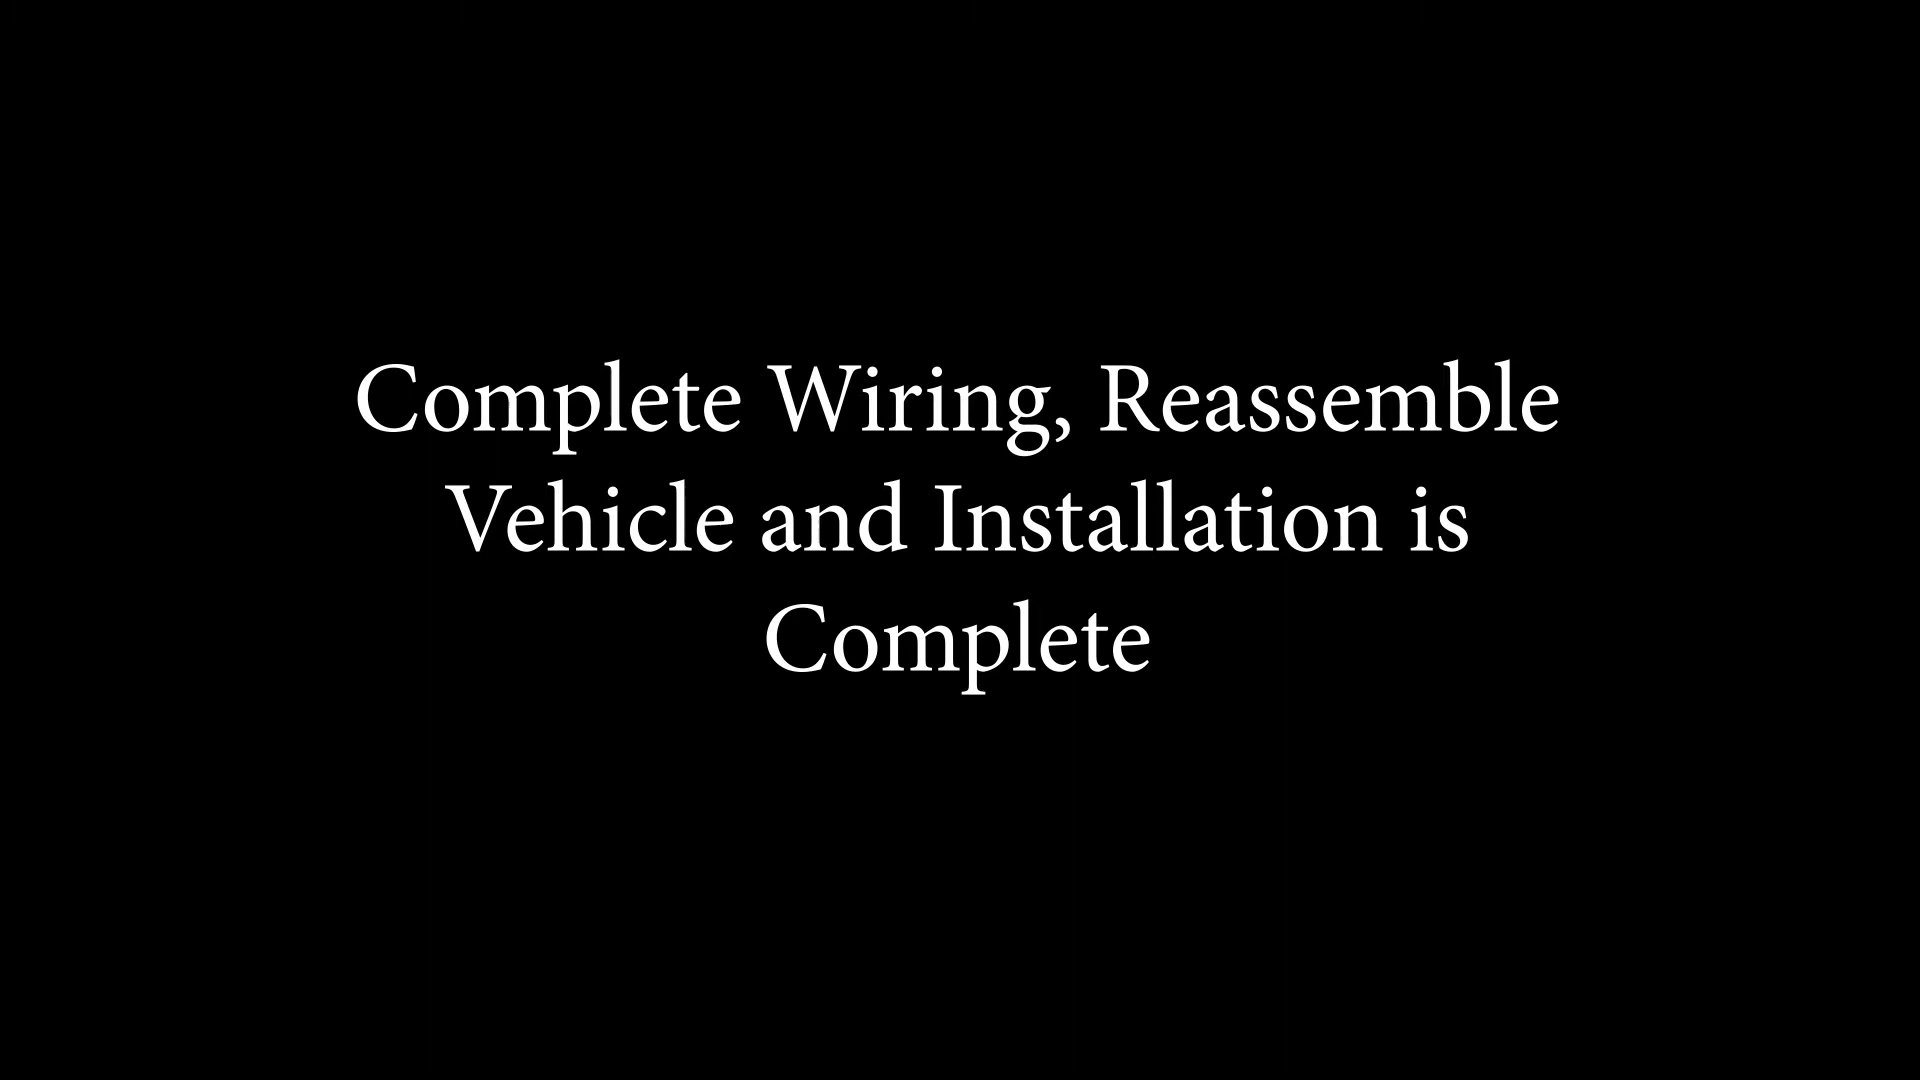 Complete Wiring, Reassemble
Vehicle and Installation is
Complete